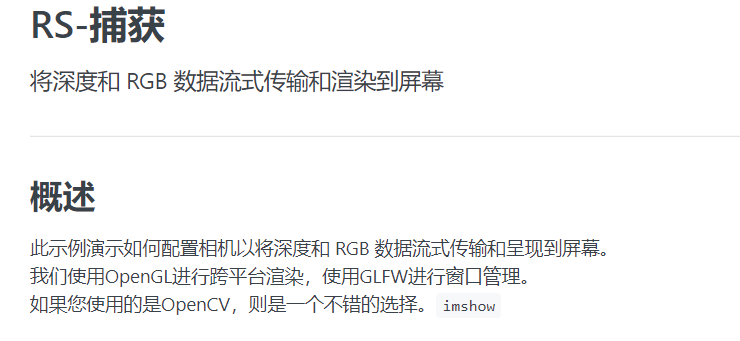 RS-捕获
将深度和 RGB 数据流式传输和渲染到屏幕
概述
此示例演示如何配置相机以将深度和 RGB 数据流式传输和呈现到屏幕。
我们使用OpenGL进行跨平台渲染，使用GLFW进行窗口管理。
如果您使用的是OpenCV，则是一个不错的选择。 imshow